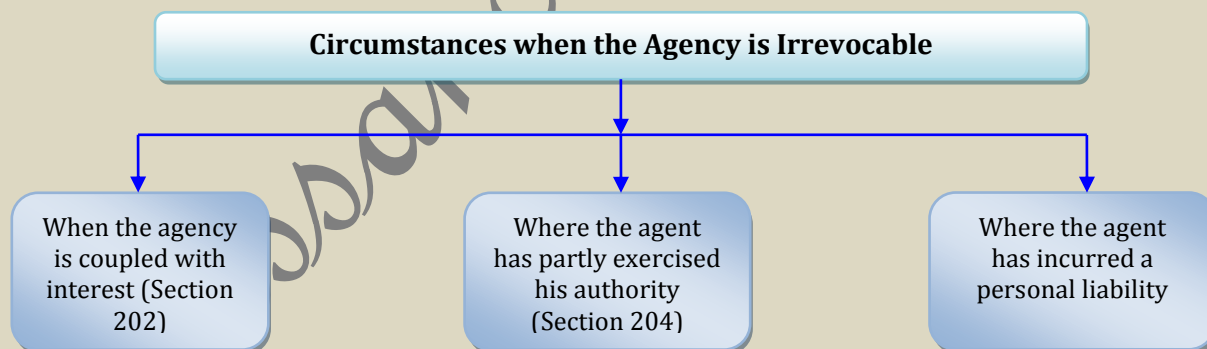 Circumstances when the Agency is Irrevocable
When the agency
is coupled with
interest (Section
202)
Where the agent
has partly exercised
his authority
(Section 204)
Where the agent
has incurred a
personal liability